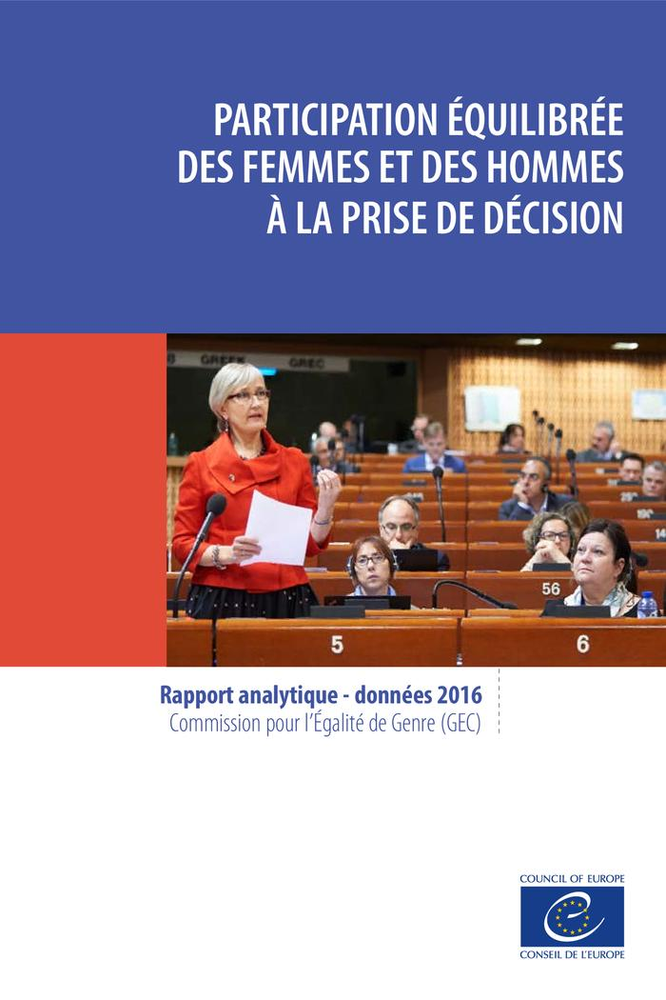 PARTICIPATION ÉQUILIBRÉE
DES FEMMES ET DES HOMMES
À LA PRISE DE DÉCISION
GREEK GREC
56
14
5
6
Rapport analytique - données 2016
Commission pour l'Égalité de Genre (GEC)
COUNCIL OF EUROPE
CONSEIL DE L'EUROPE